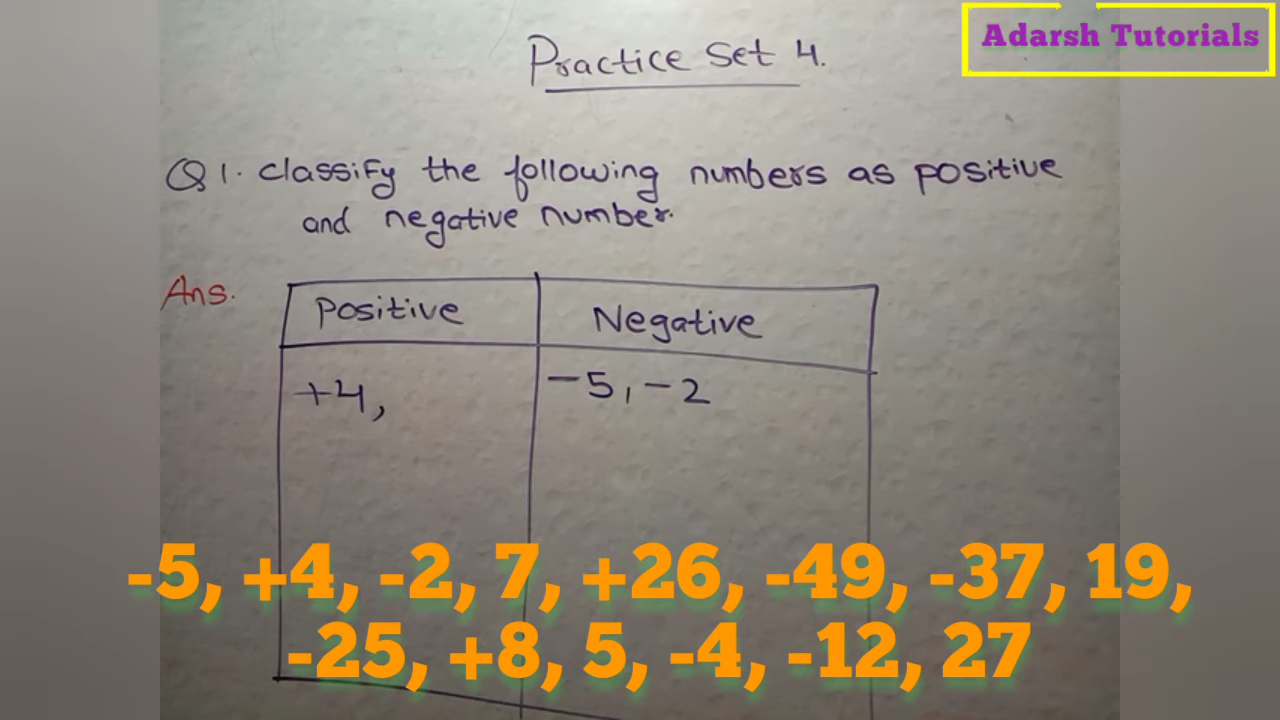 Adarsh Tutorials
Practice Set 4.
Q1. classify the following numbers as positive
and negative number.
Ans.
Positive Negative
+4, -5, -2
-5, +4, -2, 7, +26, -49, -37, 19,
-25, +8, 5, -4, -12, 27